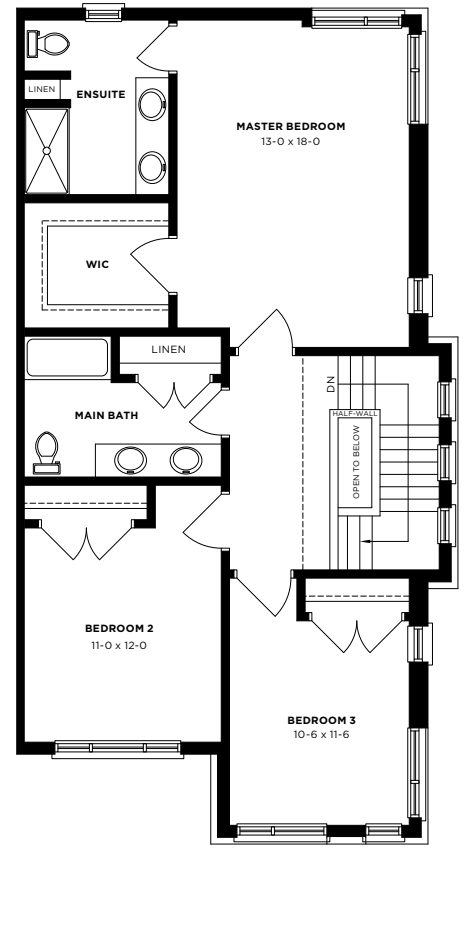 LINEN
ENSUITE
MASTER BEDROOM
13-0 x 18-0
WIC
LINEN
DN
HALF-WALL
OPEN TO BELOW
MAIN BATH
BEDROOM 2
11-0 x 12-0
BEDROOM 3
10-6 x 11-6